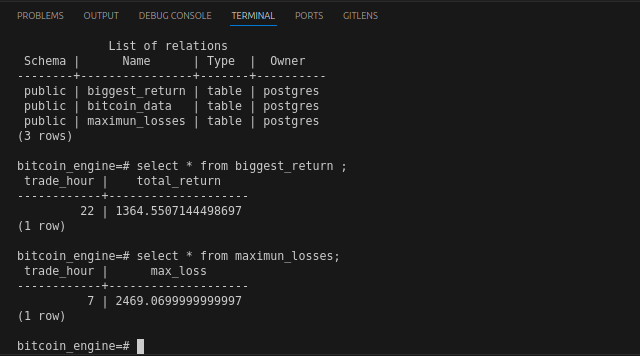 PROBLEMS OUTPUT DEBUG CONSOLE TERMINAL PORTS GITLENS
List of relations
Schema | Name | Type | Owner
--------+----------------+-------+----------
public | biggest_return | table | postgres
public | bitcoin_data | table | postgres
public | maximun_losses | table | postgres
(3 rows)
bitcoin_engine=# select * from biggest_return ;
trade_hour | total_return
------------+--------------------
22 | 1364.5507144498697
(1 row)
bitcoin_engine=# select * from maximun_losses;
trade_hour | max_loss
------------+--------------------
7 | 2469.0699999999997
(1 row)
bitcoin_engine=#